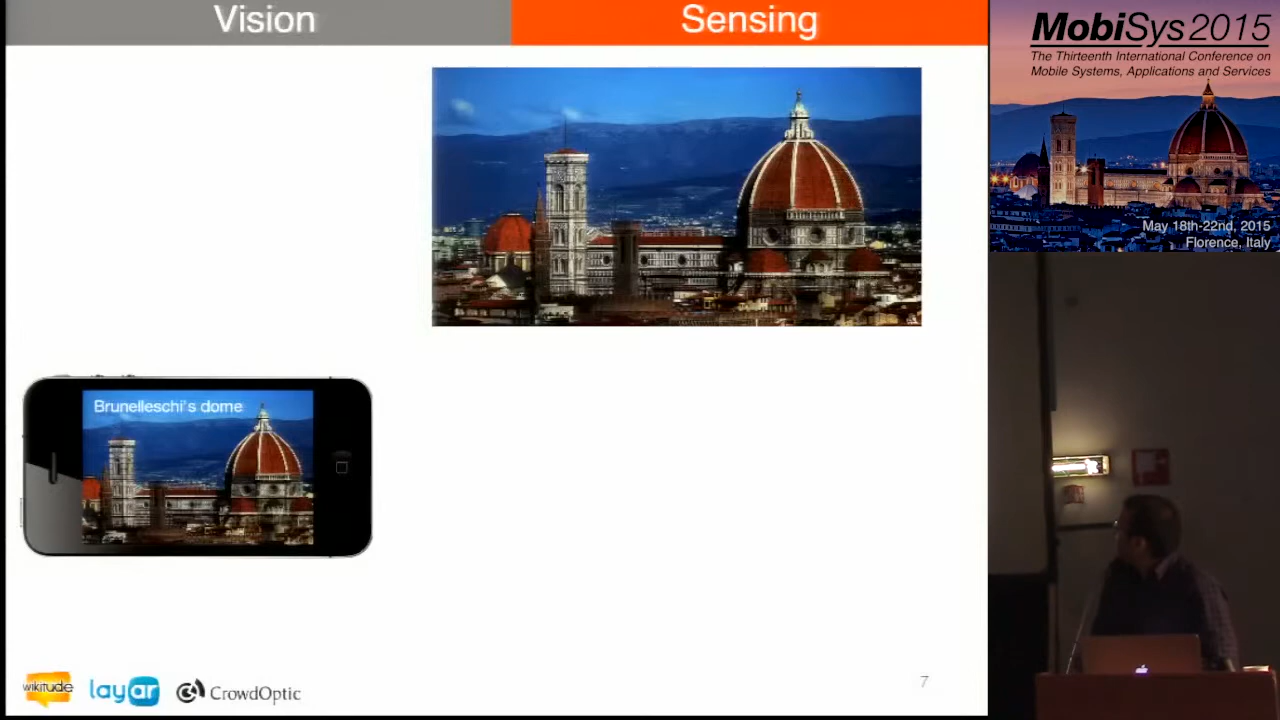 Vision
Sensing
MobiSys 2015
The Thirteenth International Conference on
Mobile Systems, Applications and Services
May 18th-22nd, 2015
Florence, Italy
Brunelleschi's dome
wikitude
layar
CrowdOptic
7